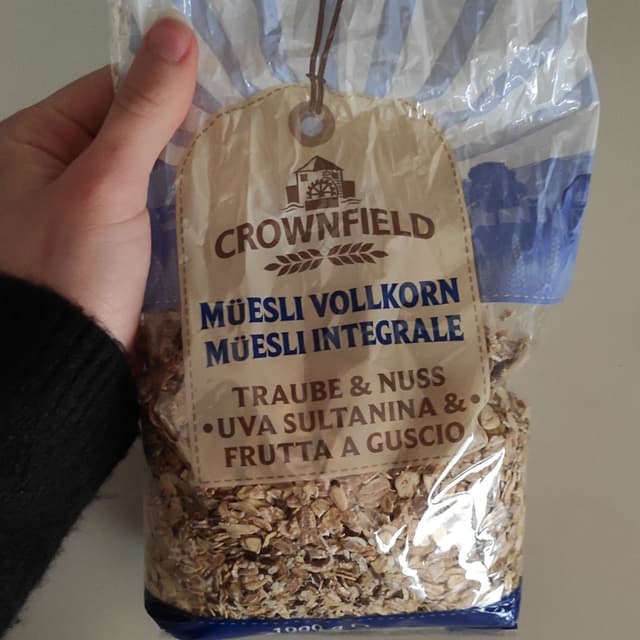 CROWNFIELD
MÜESLI VOLLKORN
MÜESLI INTEGRALE
TRAUBE & NUSS
•UVA SULTANINA &•
FRUTTA A GUSCIO